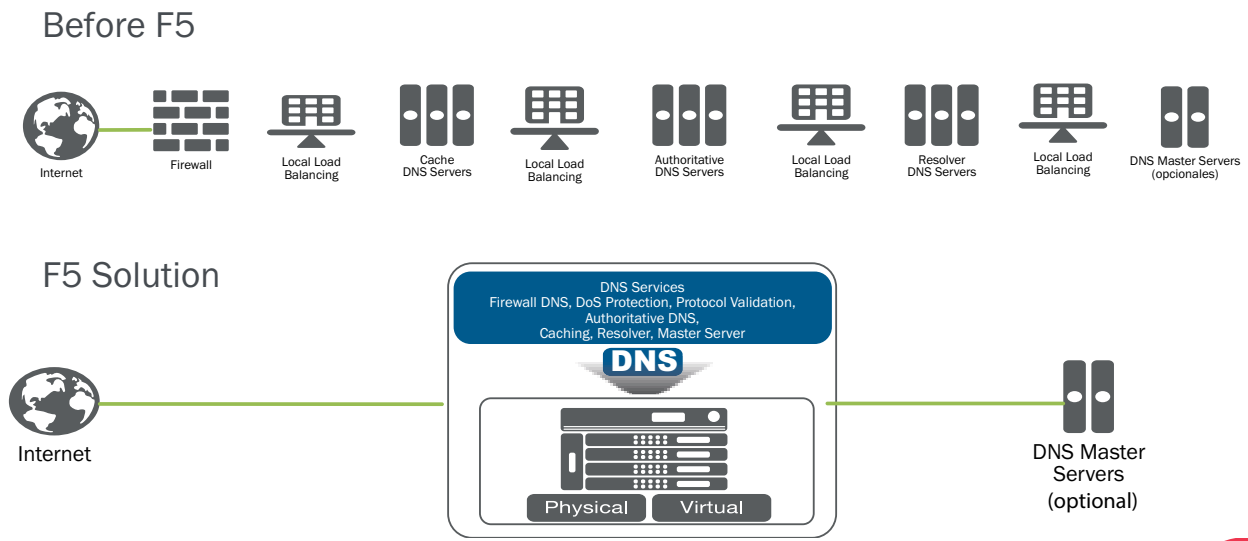 Before F5
Internet
Firewall
Local Load
Balancing
Cache
DNS Servers
Local Load
Balancing
Authoritative
DNS Servers
Local Load
Balancing
Resolver
DNS Servers
Local Load
Balancing
DNS Master Servers
(opcionales)
F5 Solution
DNS Services
Firewall DNS, DoS Protection, Protocol Validation,
Authoritative DNS,
Caching, Resolver, Master Server
DNS
Internet
Physical
Virtual
DNS Master
Servers
(optional)